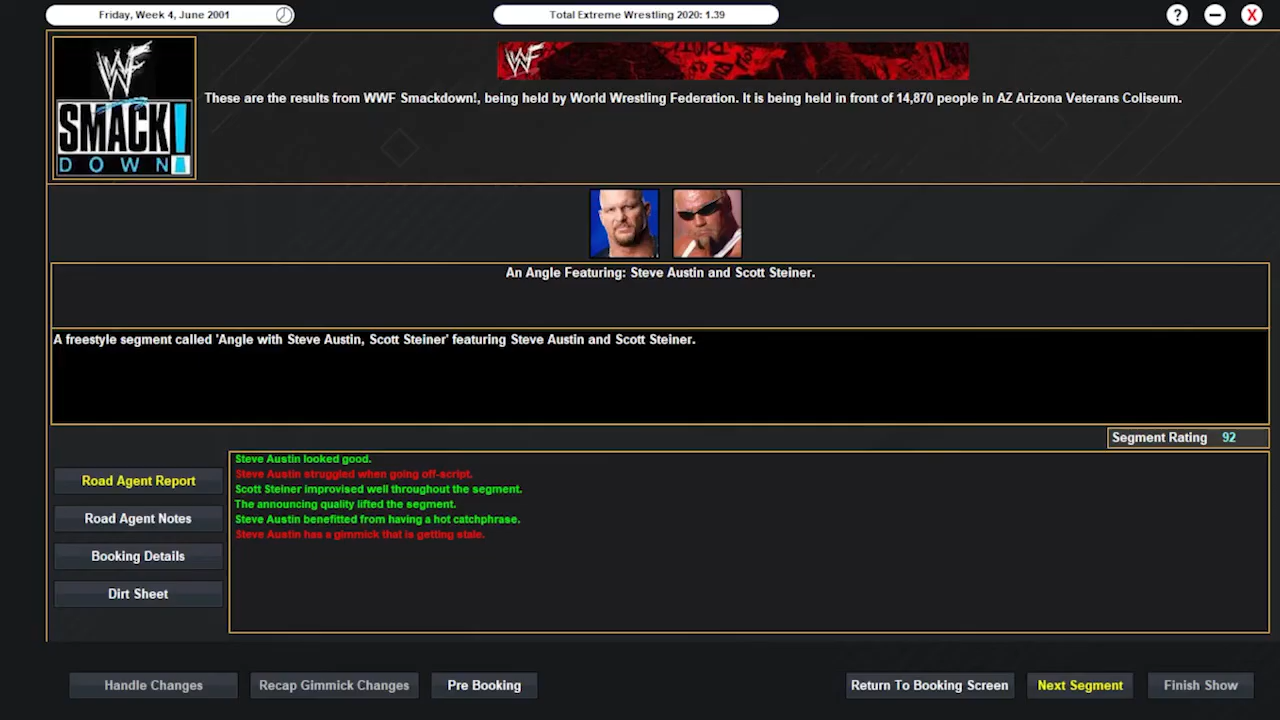 Friday, Week 4, June 2001
Total Extreme Wrestling 2020: 1.39
?
X
WF
SMACK
DOWN!
WF
These are the results from WWF Smackdown!, being held by World Wrestling Federation. It is being held in front of 14,870 people in AZ Arizona Veterans Coliseum.
An Angle Featuring: Steve Austin and Scott Steiner.
A freestyle segment called 'Angle with Steve Austin, Scott Steiner' featuring Steve Austin and Scott Steiner.
Segment Rating 92
Road Agent Report
Road Agent Notes
Booking Details
Dirt Sheet
Steve Austin looked good.
Steve Austin struggled when going off-script.
Scott Steiner improvised well throughout the segment.
The announcing quality lifted the segment.
Steve Austin benefitted from having a hot catchphrase.
Steve Austin has a gimmick that is getting stale.
Handle Changes
Recap Gimmick Changes
Pre Booking
Return To Booking Screen
Next Segment
Finish Show